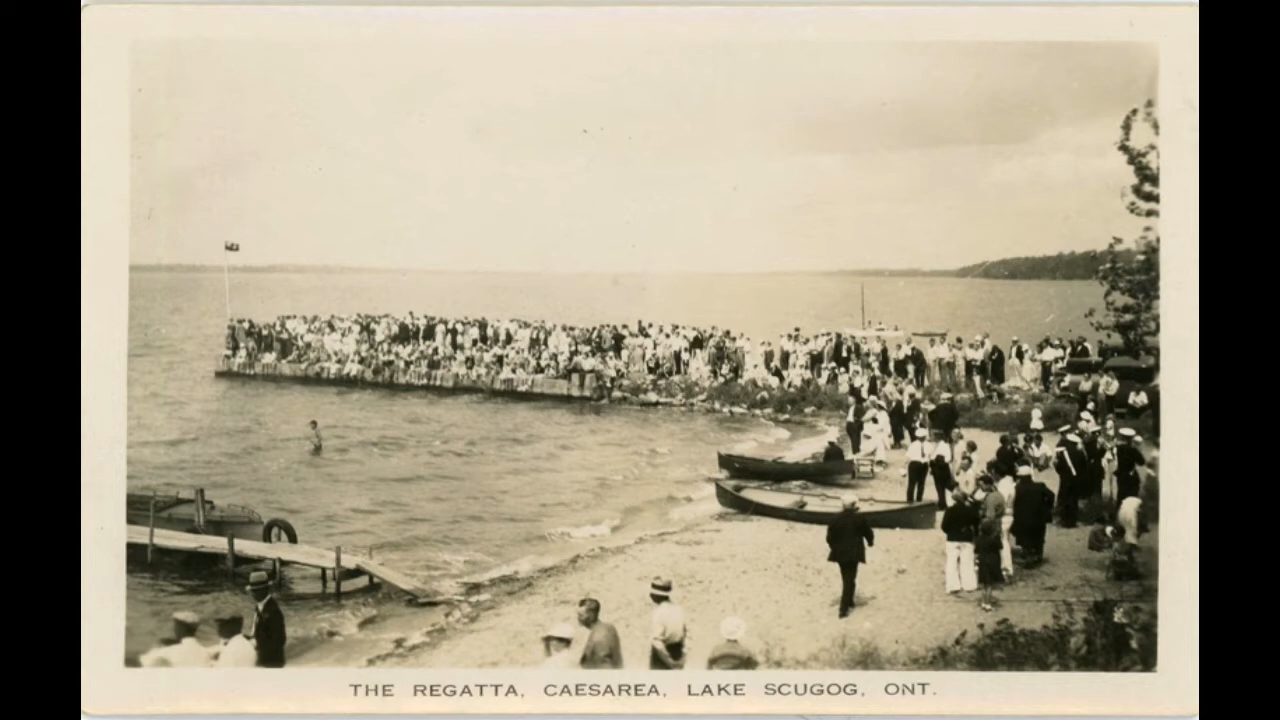 THE REGATTA, CAESAREA, LAKE SCUGOG, ONT.